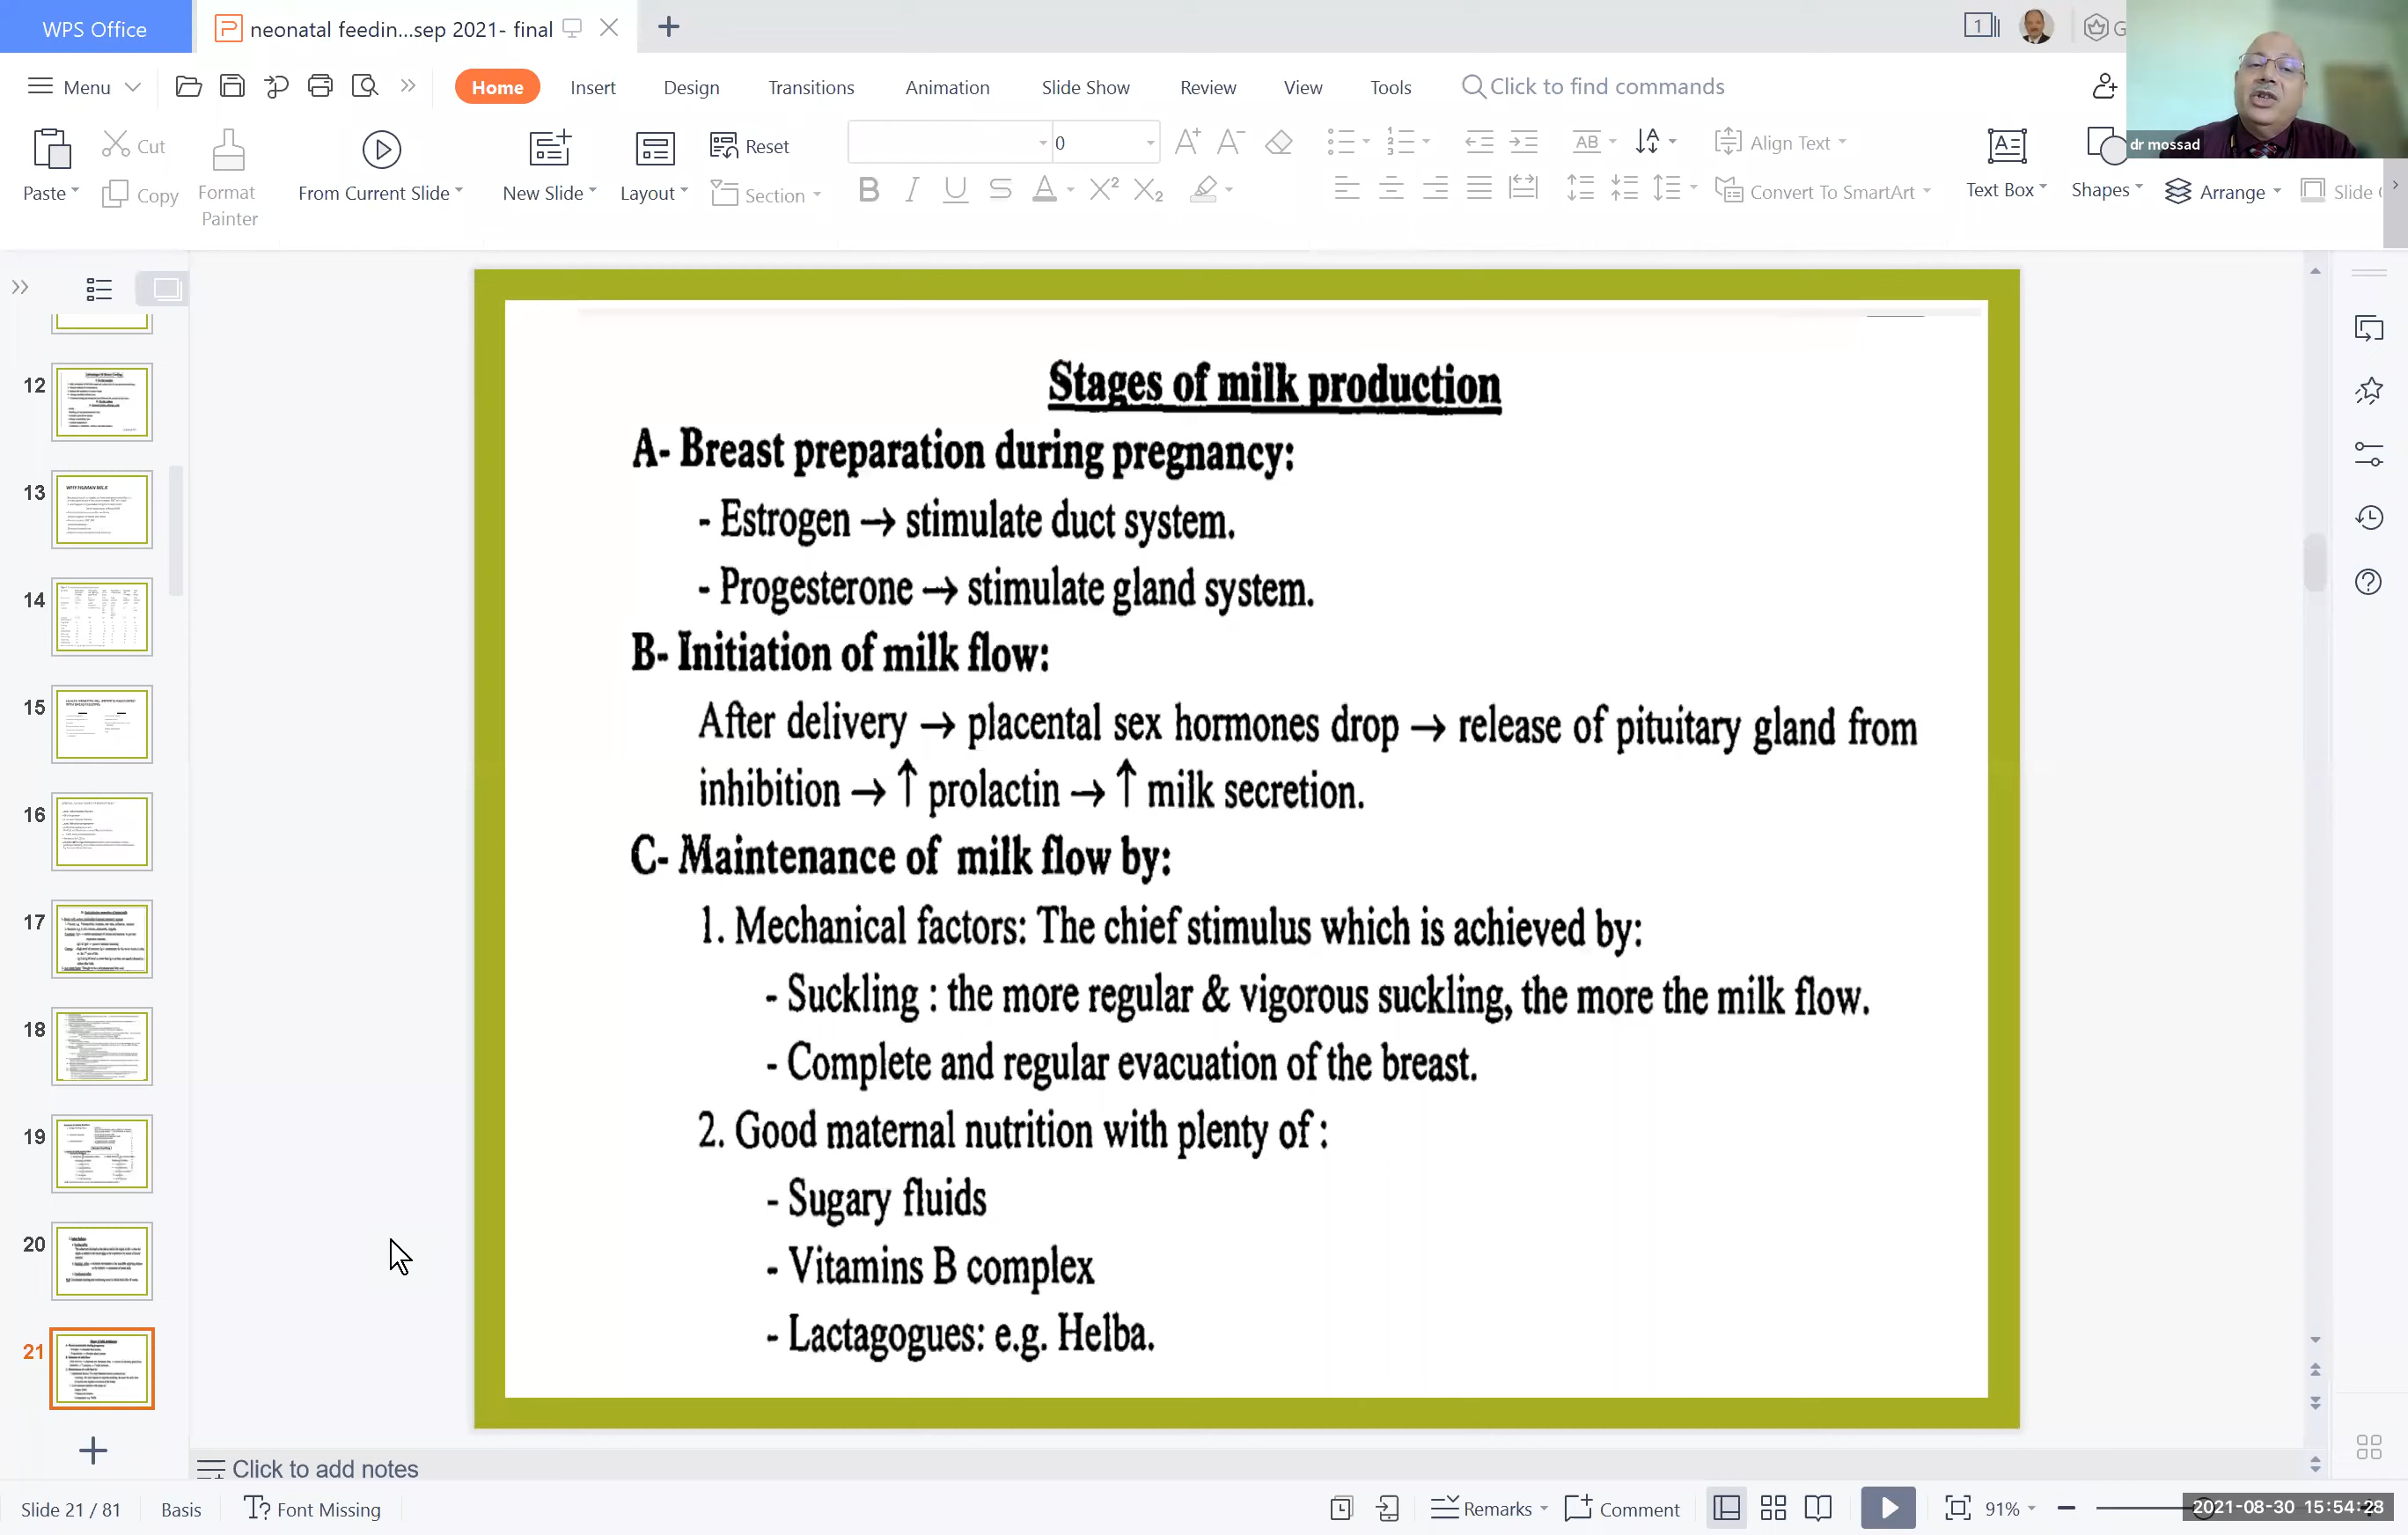 WPS Office
neonatal feedin...sep 2021- final
1
G
Menu
Home
Insert
Design
Transitions
Animation
Slide Show
Review
View
Tools
Click to find commands
dr mossad
Paste
Cut
Copy
Format Painter
From Current Slide
New Slide
Layout
Reset
Section
0
Align Text
Convert To SmartArt
Text Box
Shapes
Arrange
Slide
12
13
14
15
16
17
18
19
20
21
Stages of milk production
A- Breast preparation during pregnancy:
- Estrogen → stimulate duct system.
- Progesterone → stimulate gland system.
B- Initiation of milk flow:
After delivery → placental sex hormones drop → release of pituitary gland from
inhibition → ↑ prolactin → ↑ milk secretion.
C- Maintenance of milk flow by:
1. Mechanical factors: The chief stimulus which is achieved by:
- Suckling : the more regular & vigorous suckling, the more the milk flow.
- Complete and regular evacuation of the breast.
2. Good maternal nutrition with plenty of :
- Sugary fluids
- Vitamins B complex
- Lactagogues: e.g. Helba.
Click to add notes
Slide 21 / 81
Basis
Font Missing
Remarks
Comment
91%
2021-08-30 15:54:28